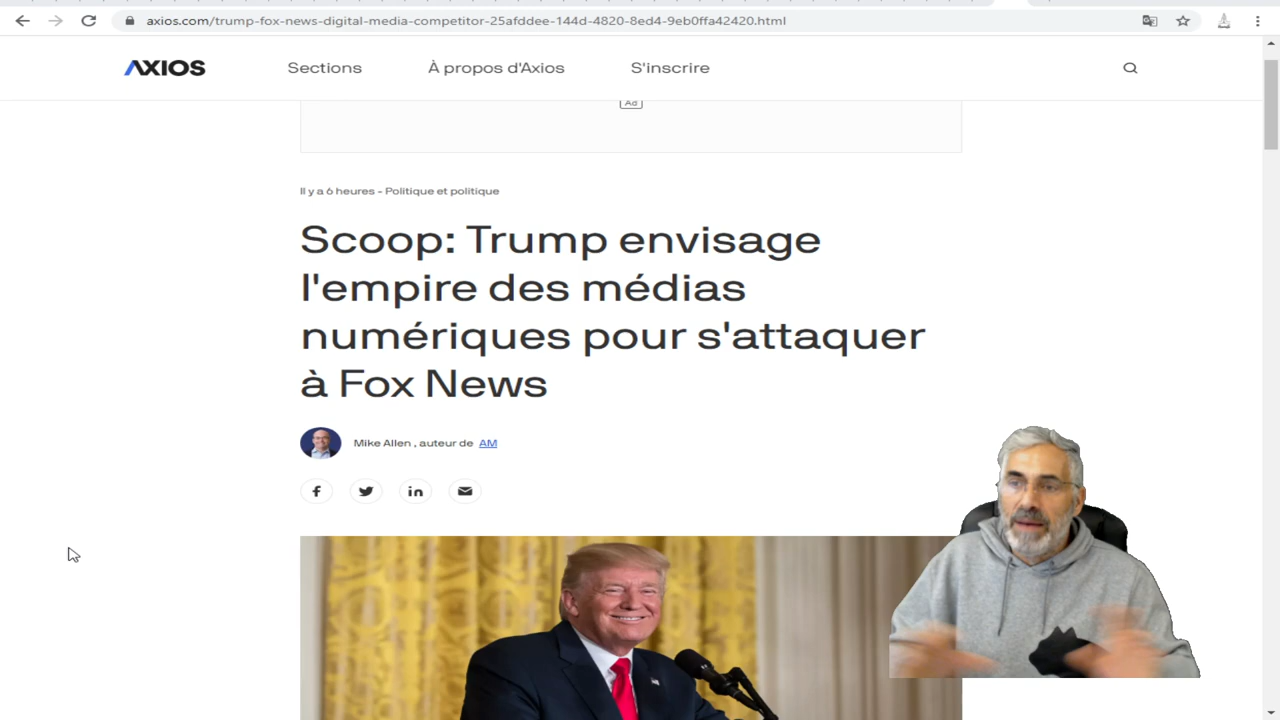 axios.com/trump-fox-news-digital-media-competitor-25afddee-144d-4820-8ed4-9eb0ffa42420.html
AXIOS Sections À propos d'Axios S'inscrire
Ad
Il y a 6 heures - Politique et politique
Scoop: Trump envisage
l'empire des médias
numériques pour s'attaquer
à Fox News
Mike Allen , auteur de AM